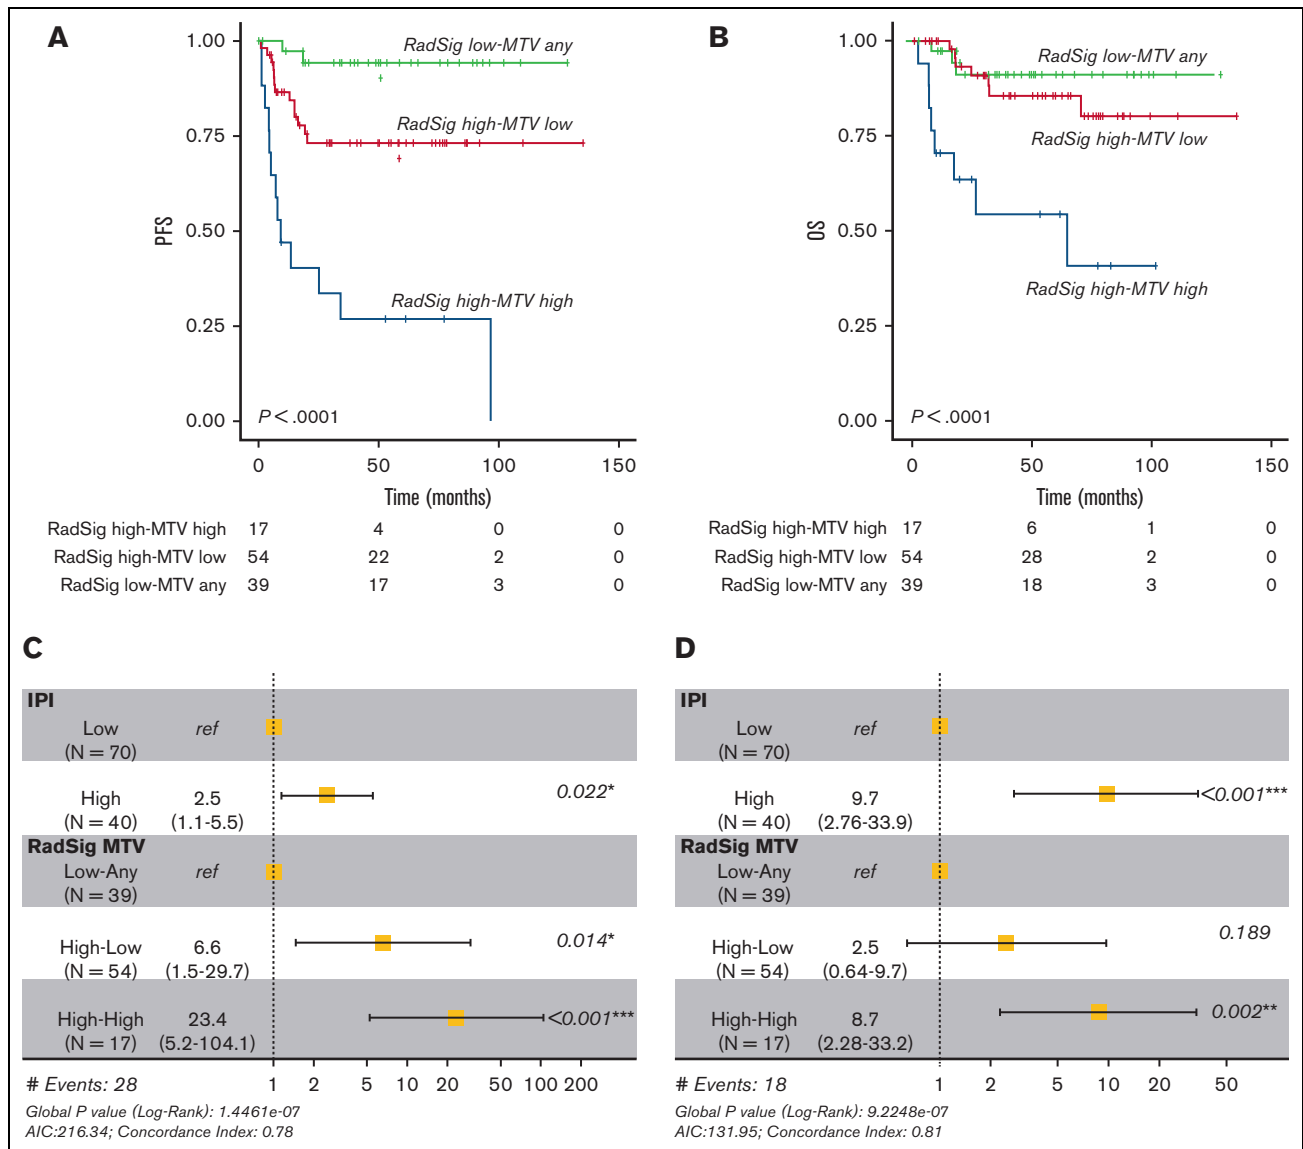 A
1.00
0.75
0.50
0.25
0.00
PFS
RadSig low-MTV any
RadSig high-MTV low
RadSig high-MTV high
P < .0001
0 50 100 150
Time (months)
RadSig high-MTV high 17 4 0 0
RadSig high-MTV low 54 22 2 0
RadSig low-MTV any 39 17 3 0
B
1.00
0.75
0.50
0.25
0.00
OS
RadSig low-MTV any
RadSig high-MTV low
RadSig high-MTV high
P < .0001
0 50 100 150
Time (months)
RadSig high-MTV high 17 6 1 0
RadSig high-MTV low 54 28 2 0
RadSig low-MTV any 39 18 3 0
C
IPI
Low ref
(N = 70)
High 2.5 0.022*
(N = 40) (1.1-5.5)
RadSig MTV
Low-Any ref
(N = 39)
High-Low 6.6 0.014*
(N = 54) (1.5-29.7)
High-High 23.4 <0.001***
(N = 17) (5.2-104.1)
# Events: 28 1 2 5 10 20 50 100 200
Global P value (Log-Rank): 1.4461e-07
AIC:216.34; Concordance Index: 0.78
D
IPI
Low ref
(N = 70)
High 9.7 <0.001***
(N = 40) (2.76-33.9)
RadSig MTV
Low-Any ref
(N = 39)
High-Low 2.5 0.189
(N = 54) (0.64-9.7)
High-High 8.7 0.002**
(N = 17) (2.28-33.2)
# Events: 18 1 2 5 10 20 50
Global P value (Log-Rank): 9.2248e-07
AIC:131.95; Concordance Index: 0.81